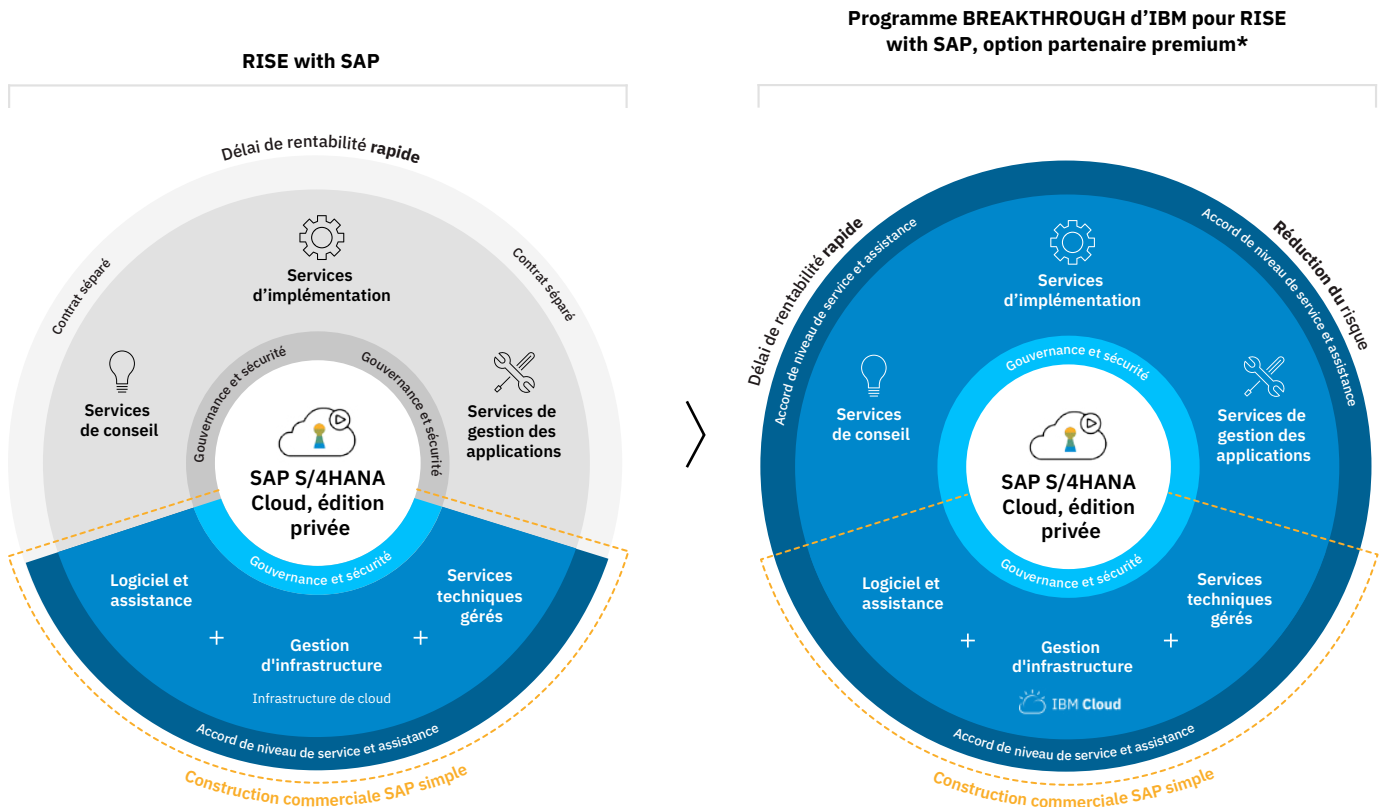 RISE with SAP
Délai de rentabilité rapide
Contrat séparé
Contrat séparé
Services
d’implémentation
Services
de conseil
Services de
gestion des
applications
Gouvernance et sécurité
Gouvernance et sécurité
SAP S/4HANA
Cloud, édition
privée
Gouvernance et sécurité
Logiciel et
assistance
+
Gestion
d'infrastructure
Infrastructure de cloud
+
Services
techniques
gérés
Accord de niveau de service et assistance
Construction commerciale SAP simple
Programme BREAKTHROUGH d’IBM pour RISE
with SAP, option partenaire premium*
Délai de rentabilité rapide
Accord de niveau de service et assistance
Accord de niveau de service et assistance
Réduction du risque
Services
d’implémentation
Services
de conseil
Services de
gestion des
applications
Gouvernance et sécurité
SAP S/4HANA
Cloud, édition
privée
Gouvernance et sécurité
Logiciel et
assistance
+
Gestion
d'infrastructure
IBM Cloud
+
Services
techniques
gérés
Accord de niveau de service et assistance
Construction commerciale SAP simple